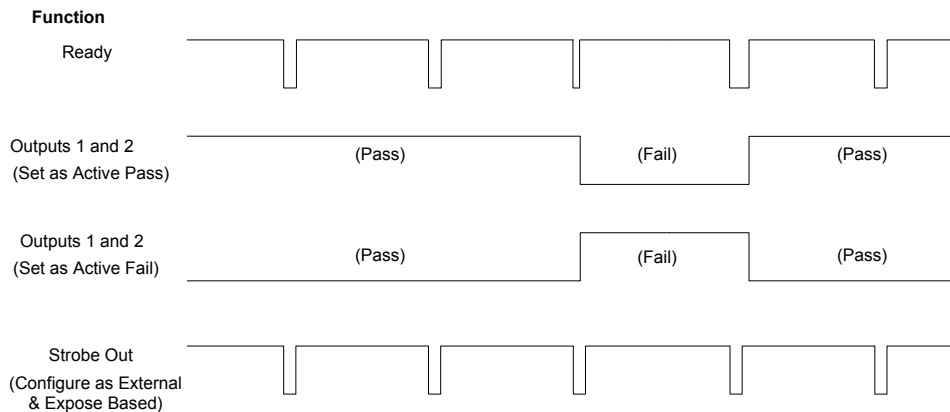 Function
Ready
Outputs 1 and 2
(Set as Active Pass)
(Pass)
(Fail)
(Pass)
Outputs 1 and 2
(Set as Active Fail)
(Pass)
(Fail)
(Pass)
Strobe Out
(Configure as External
& Expose Based)